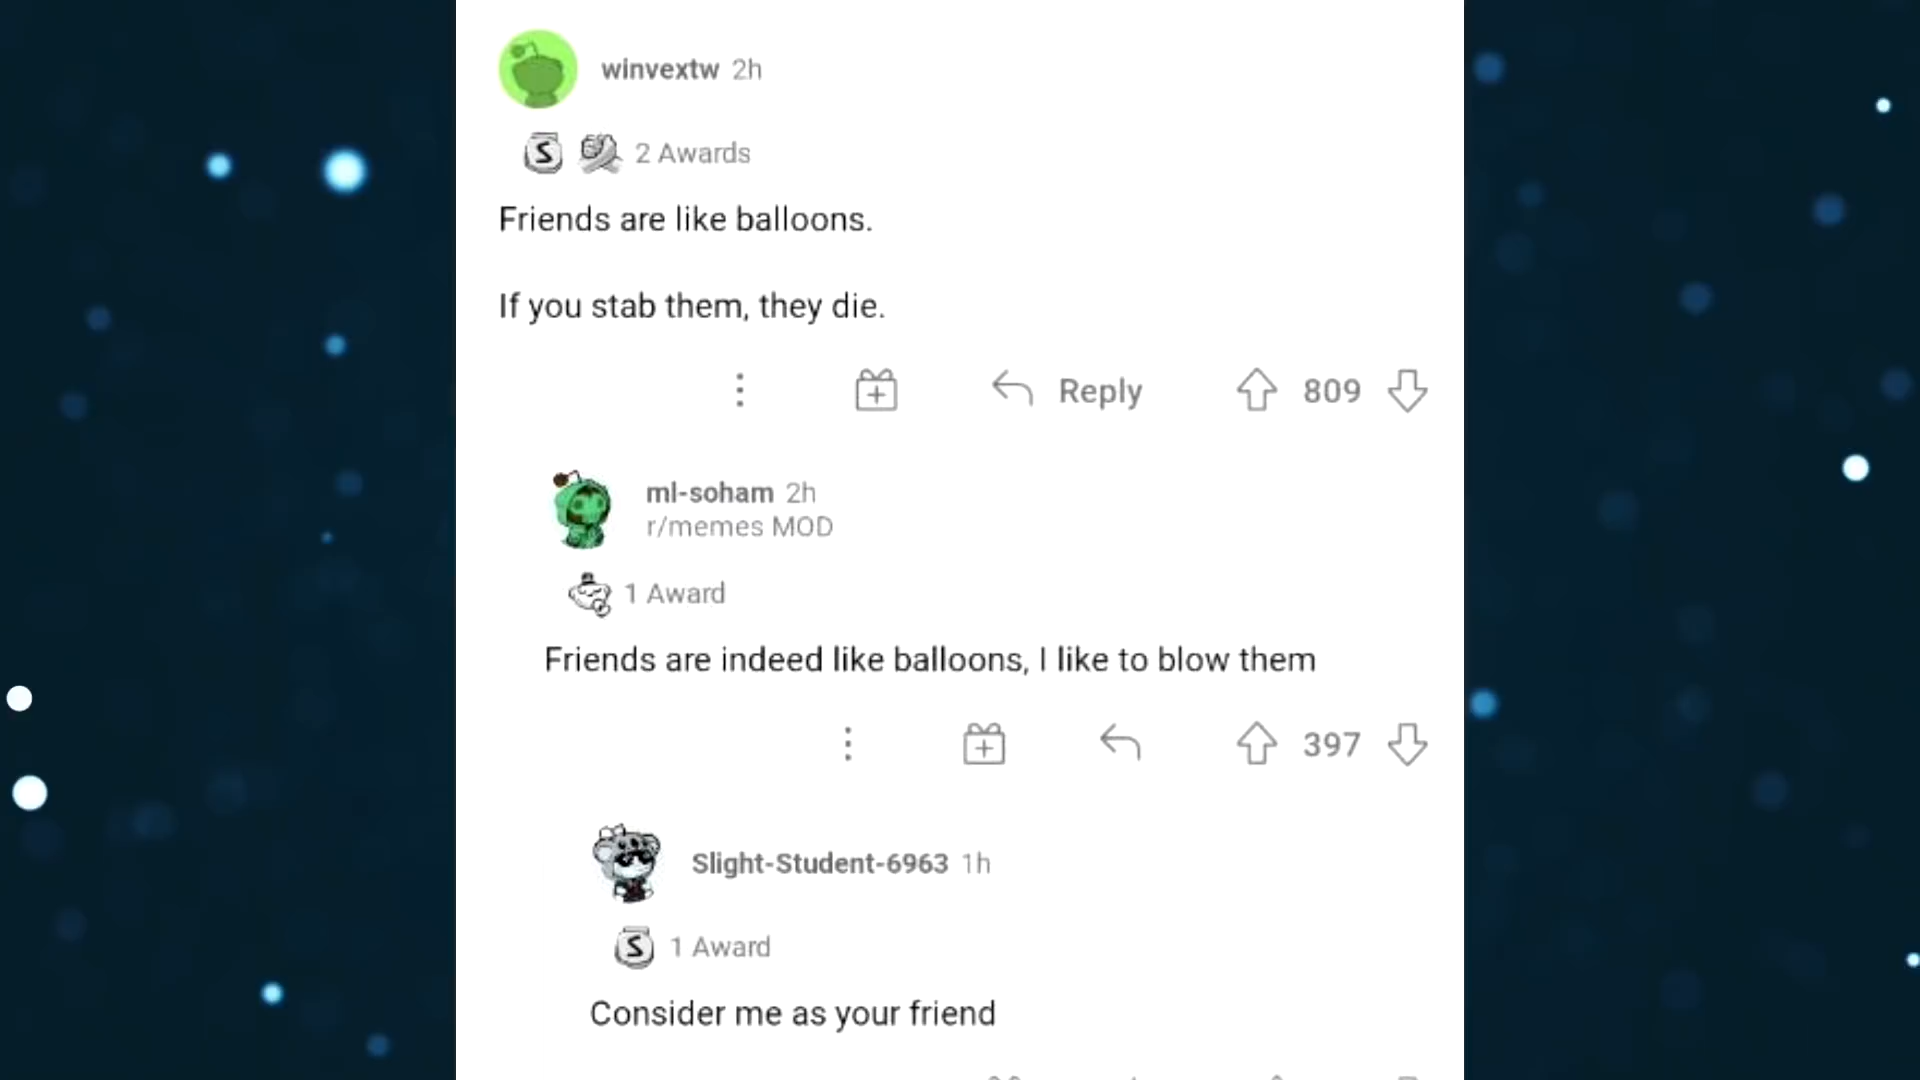 winvextw 2h
2 Awards
Friends are like balloons.
If you stab them, they die.
Reply 809
ml-soham 2h
r/memes MOD
1 Award
Friends are indeed like balloons, I like to blow them
397
Slight-Student-6963 1h
S 1 Award
Consider me as your friend